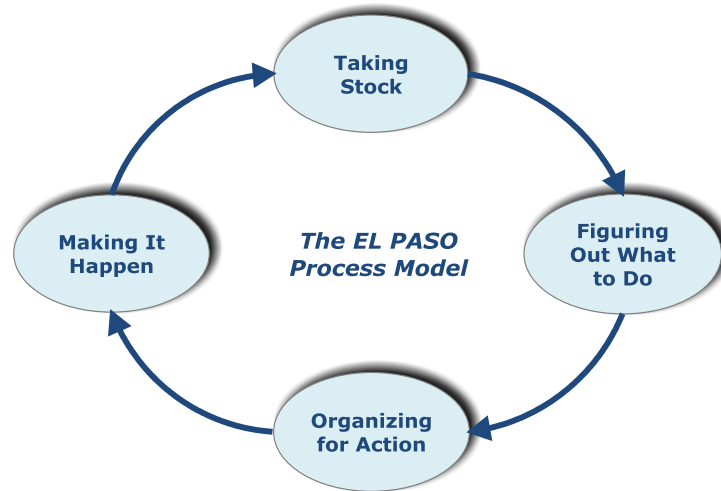 Taking
Stock
Figuring
Out What
to Do
The EL PASO
Process Model
Making It
Happen
Organizing
for Action